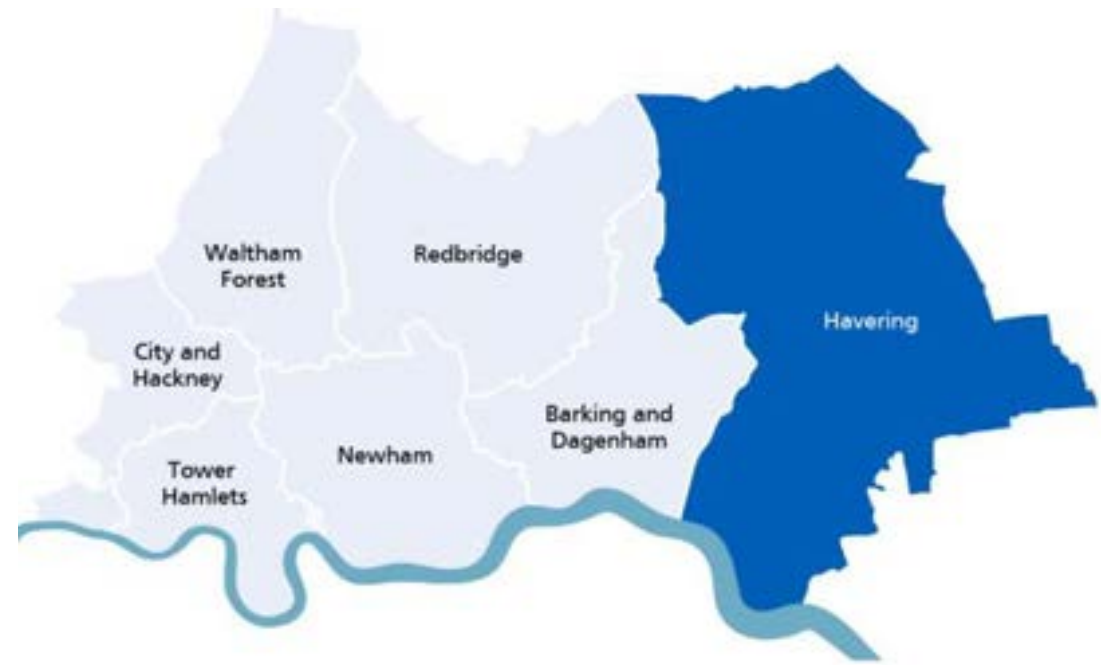 Waltham
Forest
Redbridge
Havering
City and
Hackney
Barking and
Dagenham
Newham
Tower
Hamlets